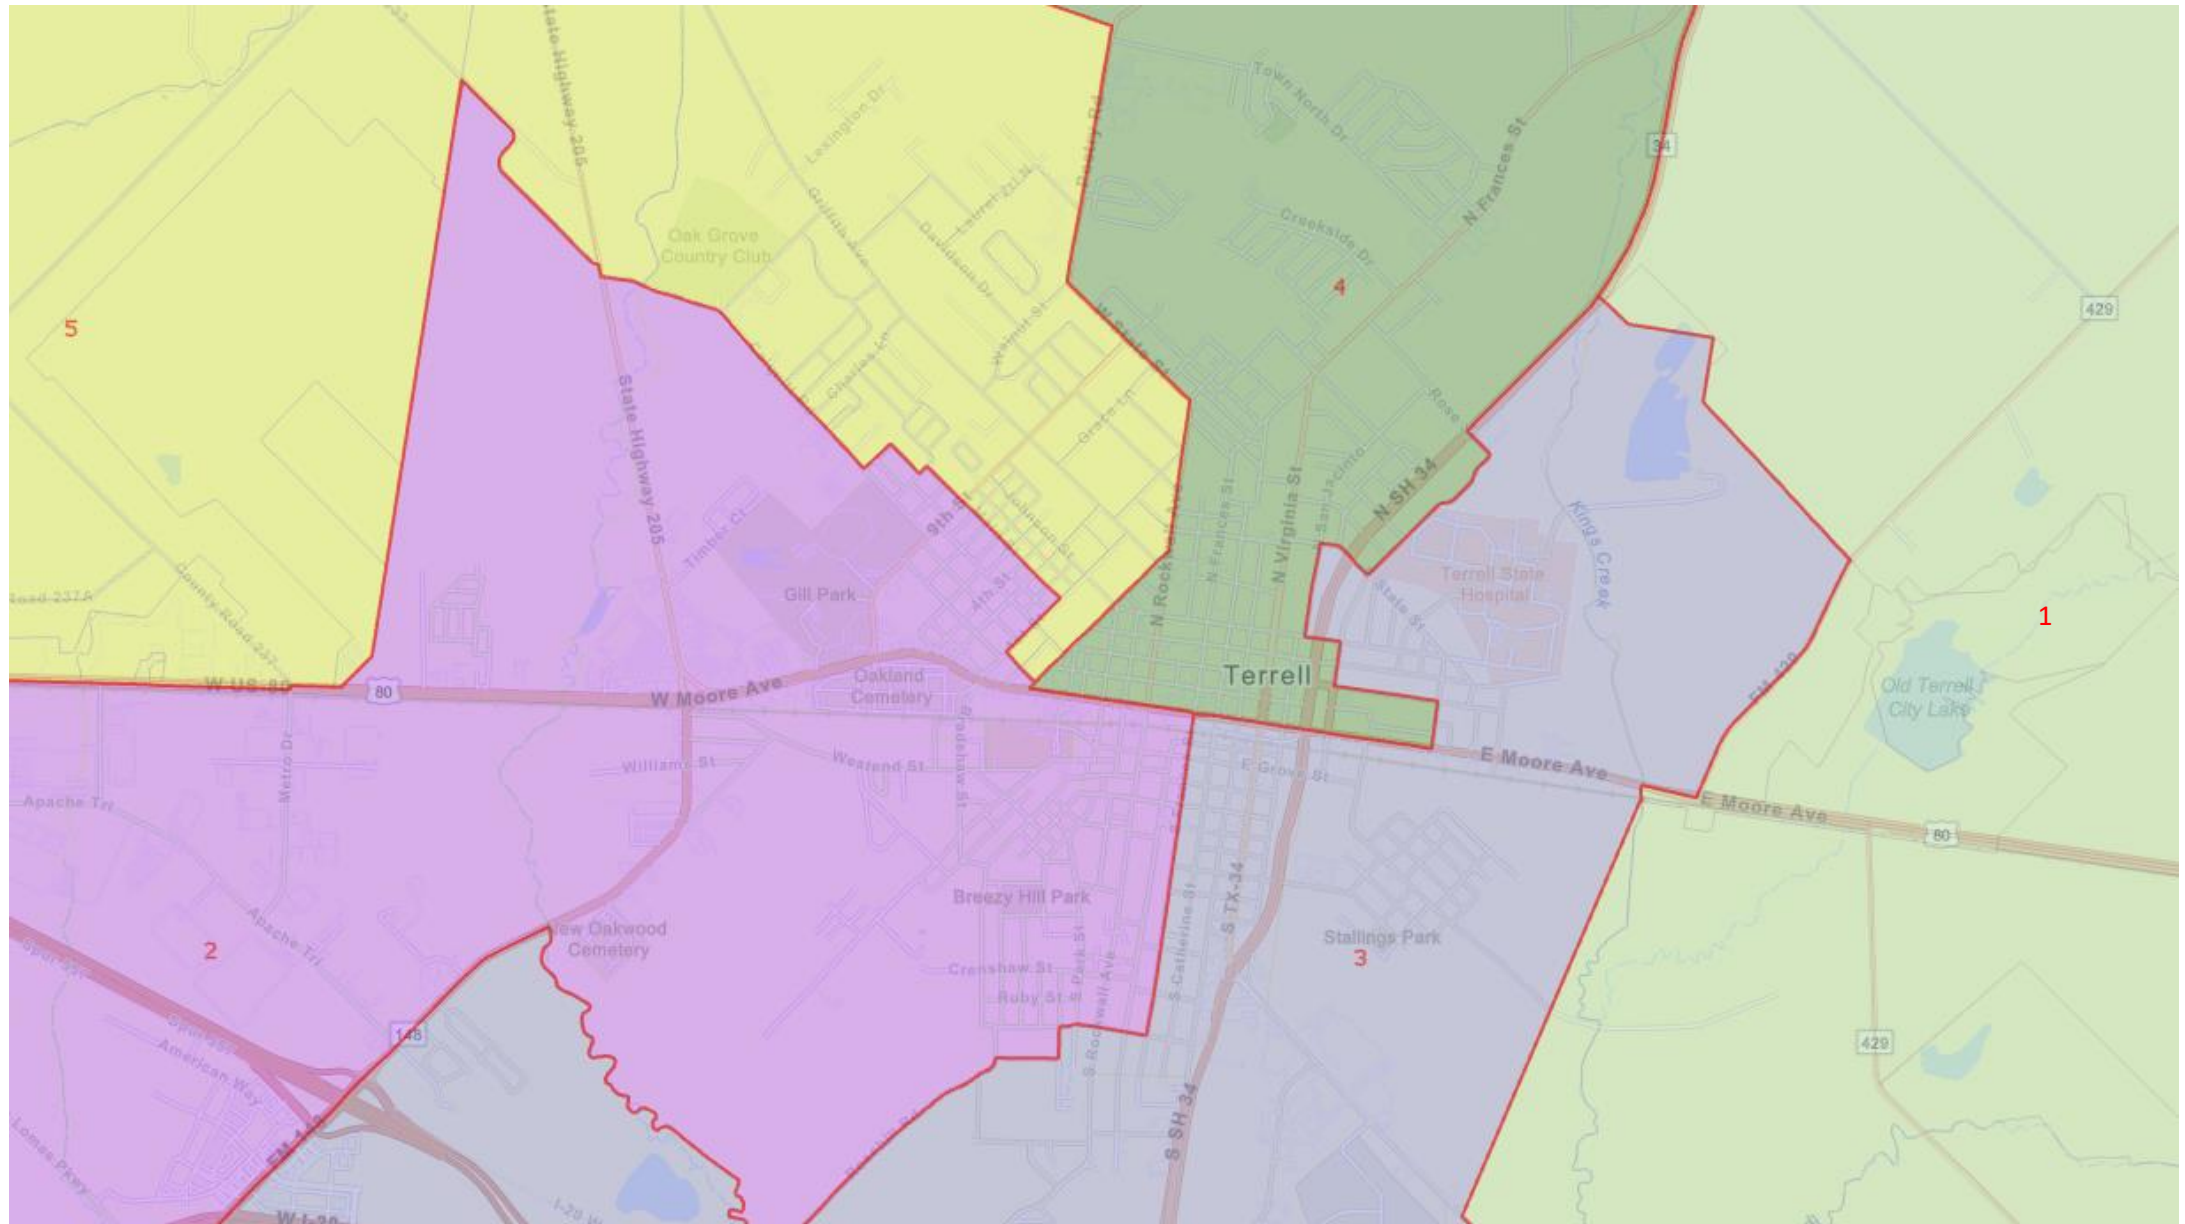 State Highway 205
Lexington Dr
Town North Dr
N Frances St
34
Griffith Ave
Laurel St N
Davidson Dr
Oak Grove
Country Club
Creekside Dr
4
5
429
W State St
Walnut St
Charles Ln
State Highway 205
Grace Ln
Rose
N SH 34
9th St
Johnson St
Timber Ct
N Frances St
N Virginia St
N San Jacinto
N Rockwall Ave
Kings Creek
Terrell State
Hospital
State St
Gill Park
4th St
Road 237A
County Road 237
1
Terrell
FM 429
Old Terrell
City Lake
W US-80
80
W Moore Ave
Oakland
Cemetery
Bradshaw St
Metro Dr
Williams St
Westend St
E Grove St
E Moore Ave
E Moore Ave
80
Apache Trl
Apache Trl
Breezy Hill Park
S TX-34
S Catherine St
New Oakwood
Cemetery
Stallings Park
3
2
Crenshaw St
S Park St
Ruby St
S Rockwall Ave
148
429
American Way
S SH 34
FM 148
Lomas Pkwy
I-20 W
W I-20